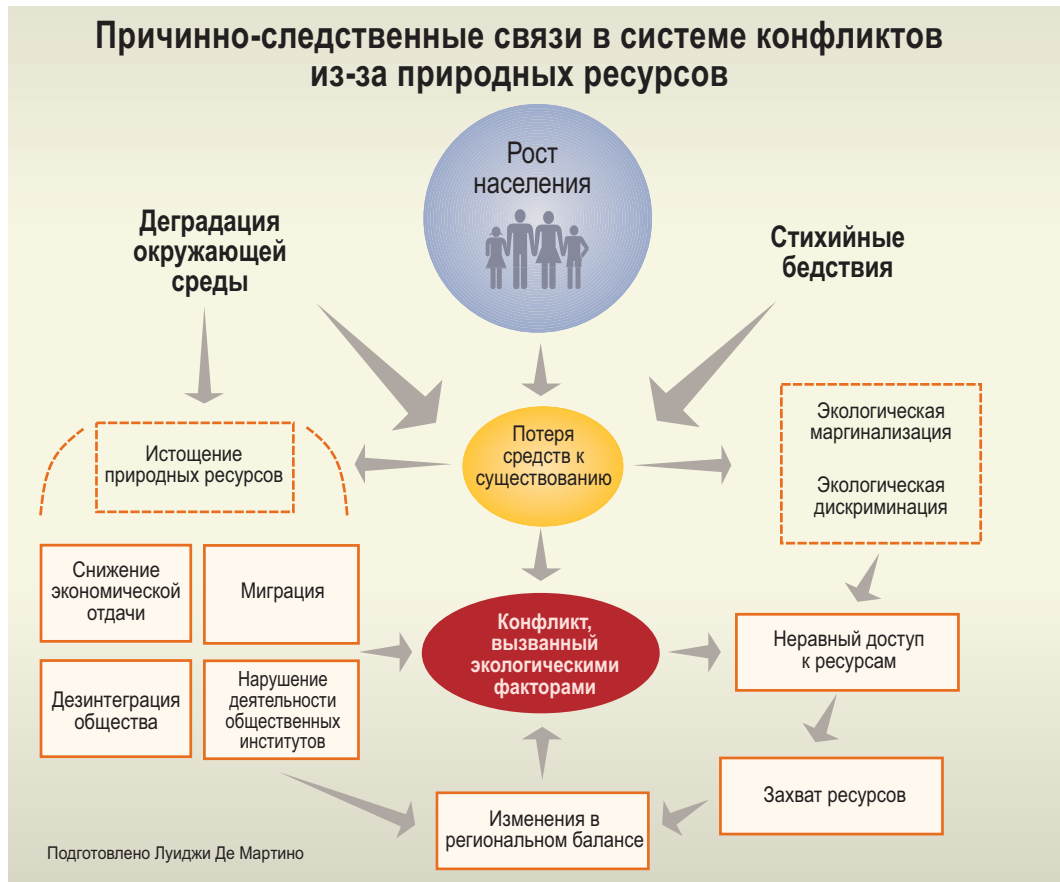 Причинно-следственные связи в системе конфликтов
из-за природных ресурсов
Рост
населения
Деградация
окружающей
среды
Стихийные
бедствия
Истощение
природных ресурсов
Потеря
средств к
существованию
Экологическая
маргинализация
Экологическая
дискриминация
Снижение
экономической
отдачи
Миграция
Конфликт,
вызванный
экологическими
факторами
Неравный доступ
к ресурсам
Дезинтеграция
общества
Нарушение
деятельности
общественных
институтов
Изменения в
региональном балансе
Захват ресурсов
Подготовлено Луиджи Де Мартино